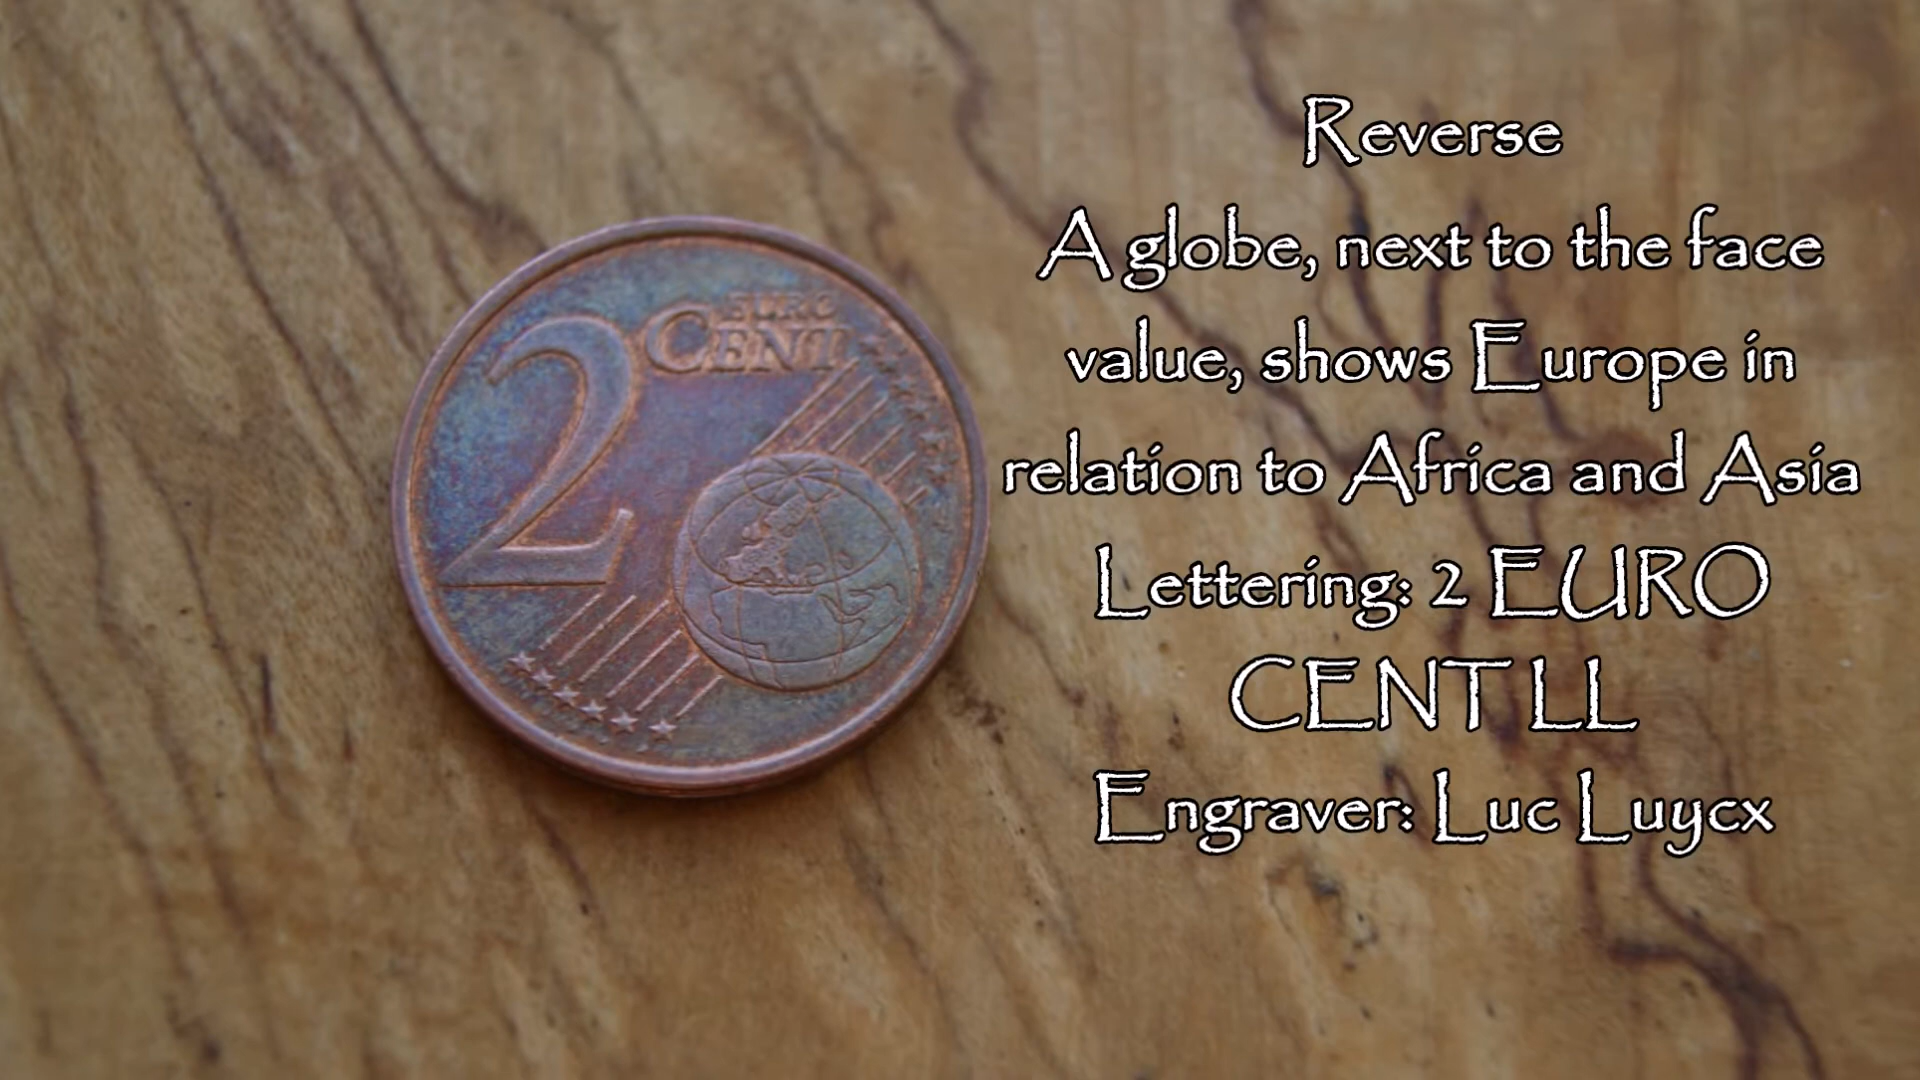 2 EURO
CENT
Reverse
A globe, next to the face
value, shows Europe in
relation to Africa and Asia
Lettering: 2 EURO
CENT LL
Engraver: Luc Luycx